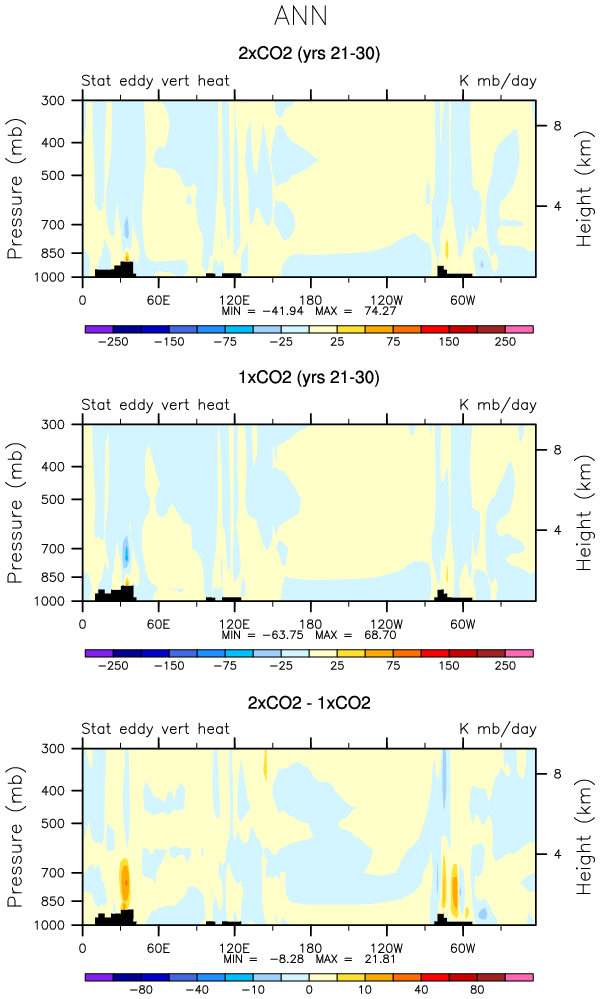 ANN
2xCO2 (yrs 21-30)
Stat eddy vert heat K mb/day
Pressure (mb)
300
400
500
700
850
1000
8
4
Height (km)
0 60E 120E 180 120W 60W
MIN = −41.94 MAX = 74.27
−250 −150 −75 −25 25 75 150 250
1xCO2 (yrs 21-30)
Stat eddy vert heat K mb/day
Pressure (mb)
300
400
500
700
850
1000
8
4
Height (km)
0 60E 120E 180 120W 60W
MIN = −63.75 MAX = 68.70
−250 −150 −75 −25 25 75 150 250
2xCO2 - 1xCO2
Stat eddy vert heat K mb/day
Pressure (mb)
300
400
500
700
850
1000
8
4
Height (km)
0 60E 120E 180 120W 60W
MIN = −8.28 MAX = 21.81
−80 −40 −10 0 10 40 80